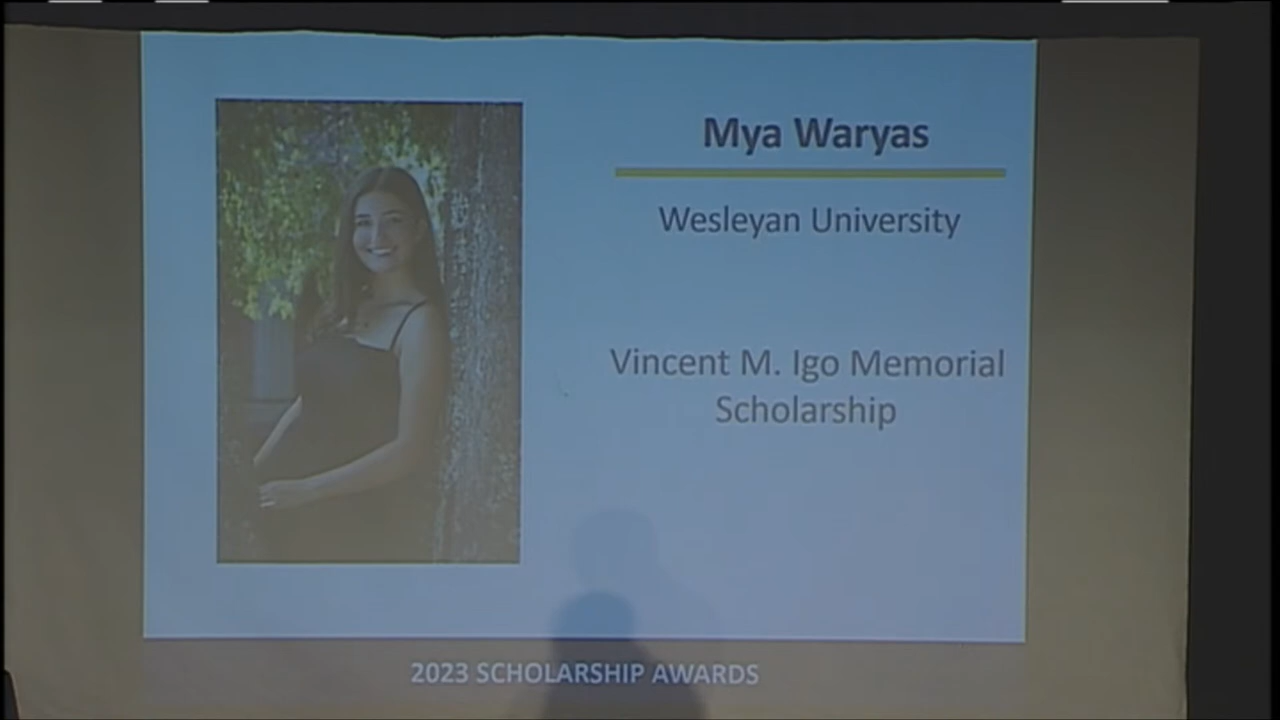 Mya Waryas
Wesleyan University
Vincent M. Igo Memorial
Scholarship
2023 SCHOLARSHIP AWARDS